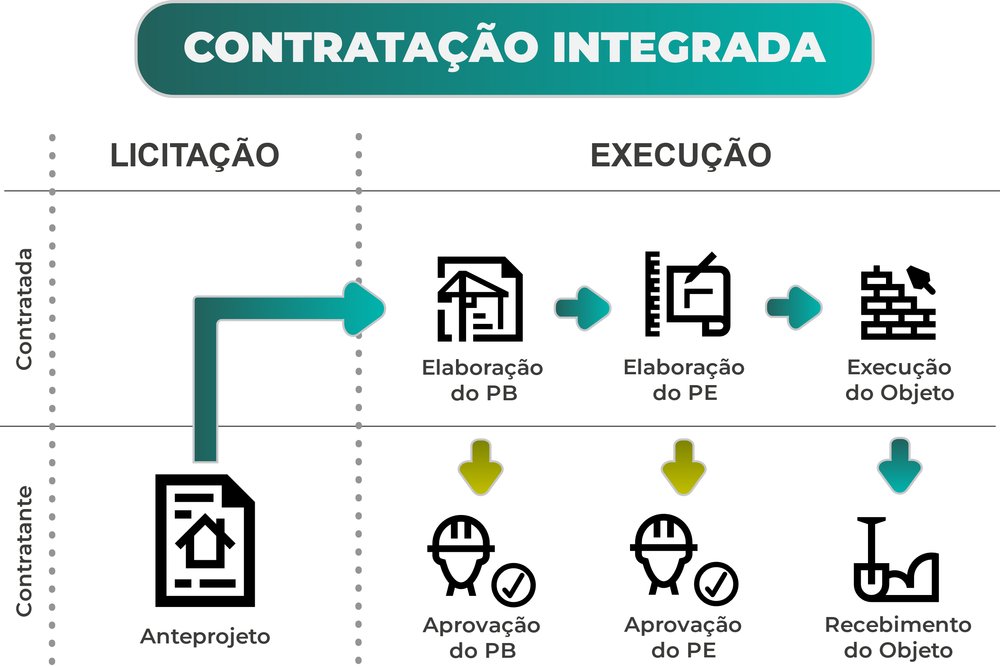 CONTRATAÇÃO INTEGRADA
LICITAÇÃO
EXECUÇÃO
Contratada
Elaboração
do PB
Elaboração
do PE
Execução
do Objeto
Contratante
Anteprojeto
Aprovação
do PB
Aprovação
do PE
Recebimento
do Objeto